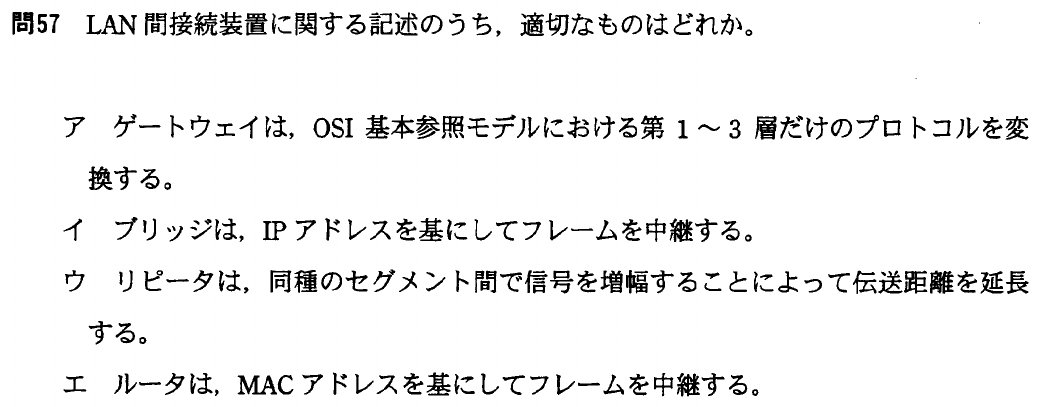 問57 LAN間接続装置に関する記述のうち，適切なものはどれか。
ア ゲートウェイは，OSI 基本参照モデルにおける第 1 ～ 3 層だけのプロトコルを変
換する。
イ ブリッジは，IP アドレスを基にしてフレームを中継する。
ウ リピータは，同種のセグメント間で信号を増幅することによって伝送距離を延長
する。
エ ルータは，MAC アドレスを基にしてフレームを中継する。